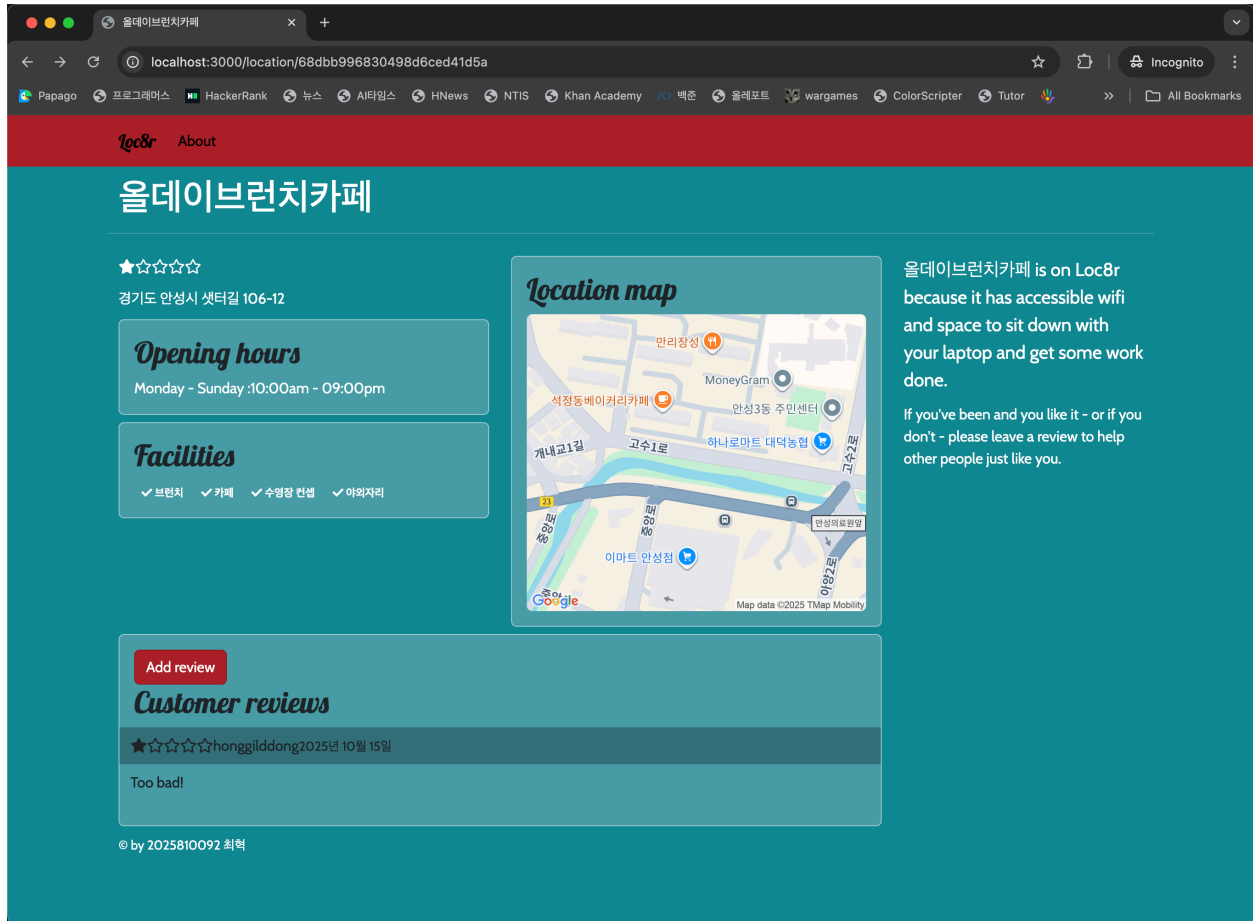 올데이브런치카페
localhost:3000/location/68dbb996830498d6ced41d5a
Incognito
Papago 프로그래머스 HackerRank 뉴스 AI타임스 HNews NTIS Khan Academy 백준 올레포트 wargames ColorScripter Tutor All Bookmarks
Loc8r About
올데이브런치카페
경기도 안성시 샛터길 106-12
Opening hours
Monday - Sunday :10:00am - 09:00pm
Facilities
브런치 카페 수영장 컨셉 야외자리
Location map
만리장성
MoneyGram
석정동베이커리카페
안성3동 주민센터
개내교1길
고수1로
하나로마트 대덕농협
고수2로
23
중앙로
중앙로
안성의료원앞
이마트 안성점
아양2로
Google
Map data ©2025 TMap Mobility
올데이브런치카페 is on Loc8r
because it has accessible wifi
and space to sit down with
your laptop and get some work
done.
If you've been and you like it - or if you
don't - please leave a review to help
other people just like you.
Add review
Customer reviews
honggilddong2025년 10월 15일
Too bad!
© by 2025810092 최혁